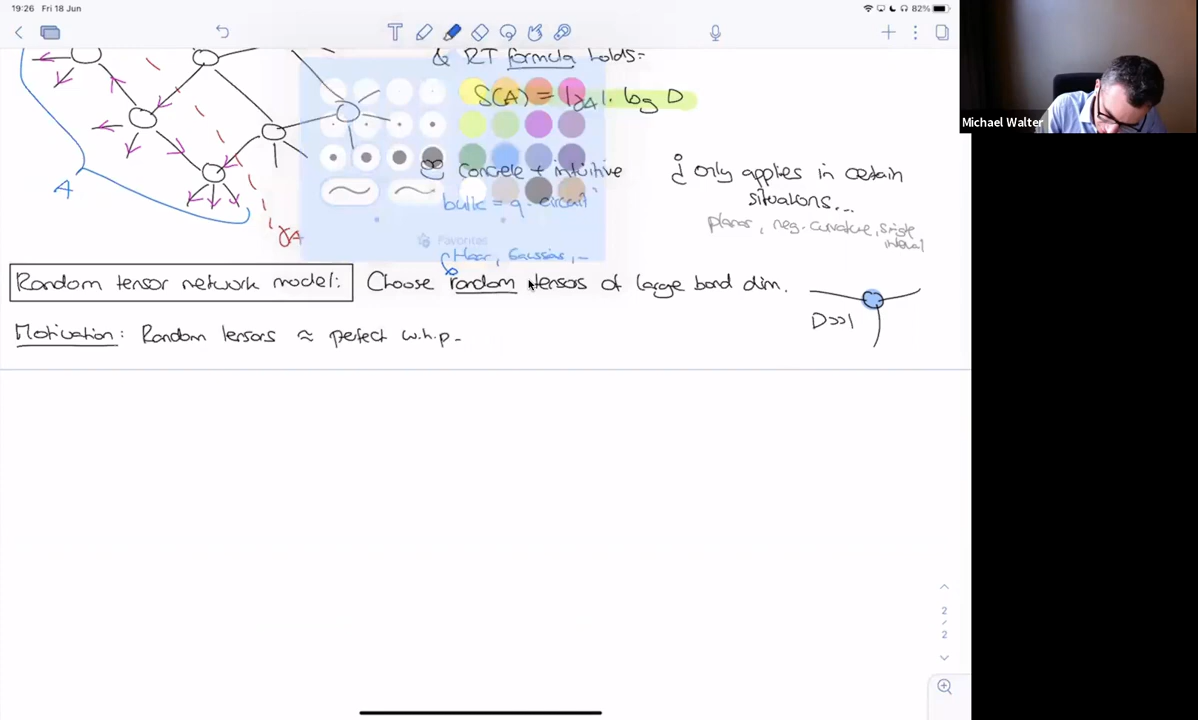 19:26 Fri 18 Jun
82%
& RT formula holds:
S(A) = |γA| · log D
Concrete + intuitive
bulk = q. circuit
¿ only applies in certain
situations...
planar, neg. curvature, single
interval
A
γA
Favorites
Haar, Gaussian, ...
Random tensor network model: Choose random tensors of large bond dim.
D>>1
Motivation: Random tensors ≈ perfect w.h.p.
2
2
Michael Walter